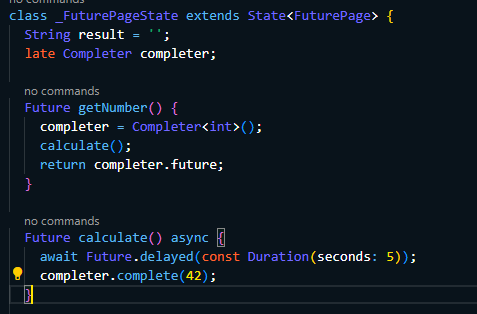 no commands
class _FuturePageState extends State<FuturePage> {
String result = '';
late Completer completer;
no commands
Future getNumber() {
completer = Completer<int>();
calculate();
return completer.future;
}
no commands
Future calculate() async {
await Future.delayed(const Duration(seconds: 5));
completer.complete(42);
}